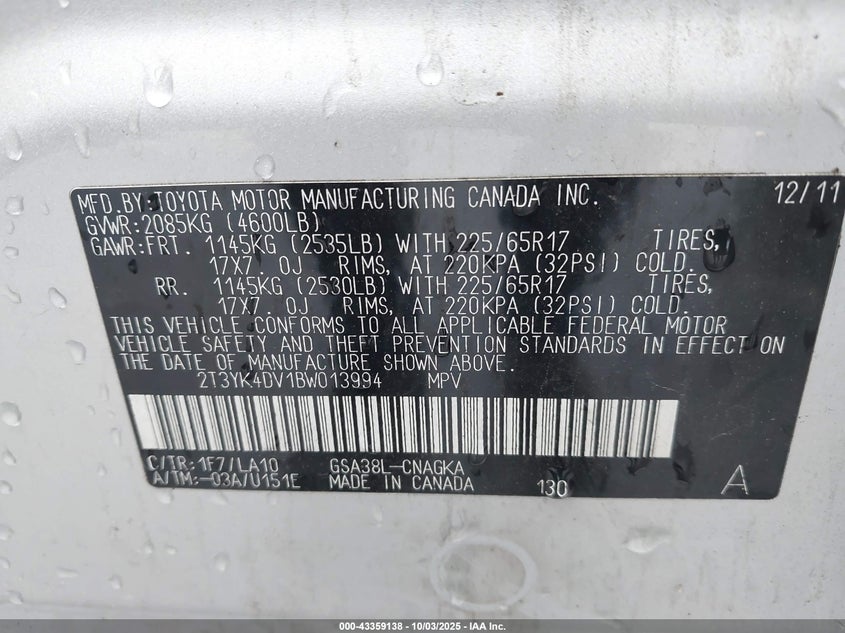 MFD.BY:TOYOTA MOTOR MANUFACTURING CANADA INC. 12/11
GVWR:2085KG (4600LB)
GAWR:FRT. 1145KG (2535LB) WITH 225/65R17 TIRES,
17X7.0J RIMS, AT 220KPA (32PSI) COLD.
RR. 1145KG (2530LB) WITH 225/65R17 TIRES,
17X7.0J RIMS, AT 220KPA (32PSI) COLD.
THIS VEHICLE CONFORMS TO ALL APPLICABLE FEDERAL MOTOR
VEHICLE SAFETY AND THEFT PREVENTION STANDARDS IN EFFECT ON
THE DATE OF MANUFACTURE SHOWN ABOVE.
2T3YK4DV1BW013994 MPV
C/TR:1F7/LA10 GSA38L-CNAGKA
A/TM:-03A/U151E MADE IN CANADA 130 A
000-43359138 - 10/03/2025 - IAA Inc.